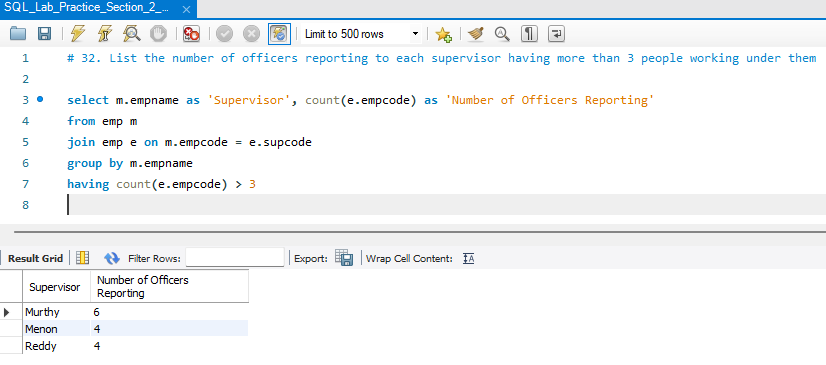 SQL_Lab_Practice_Section_2_...
Limit to 500 rows
1 # 32. List the number of officers reporting to each supervisor having more than 3 people working under them
2
3 select m.empname as 'Supervisor', count(e.empcode) as 'Number of Officers Reporting'
4 from emp m
5 join emp e on m.empcode = e.supcode
6 group by m.empname
7 having count(e.empcode) > 3
8
Result Grid Filter Rows: Export: Wrap Cell Content:
Supervisor Number of Officers
Reporting
Murthy 6
Menon 4
Reddy 4